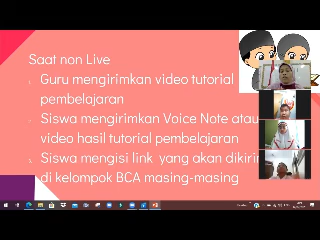 Saat non Live
Guru mengirimkan video tutorial
pembelajaran
Siswa mengirimkan Voice Note atau
video hasil tutorial pembelajaran
Siswa mengisi link yang akan dikirim
di kelompok BCA masing-masing